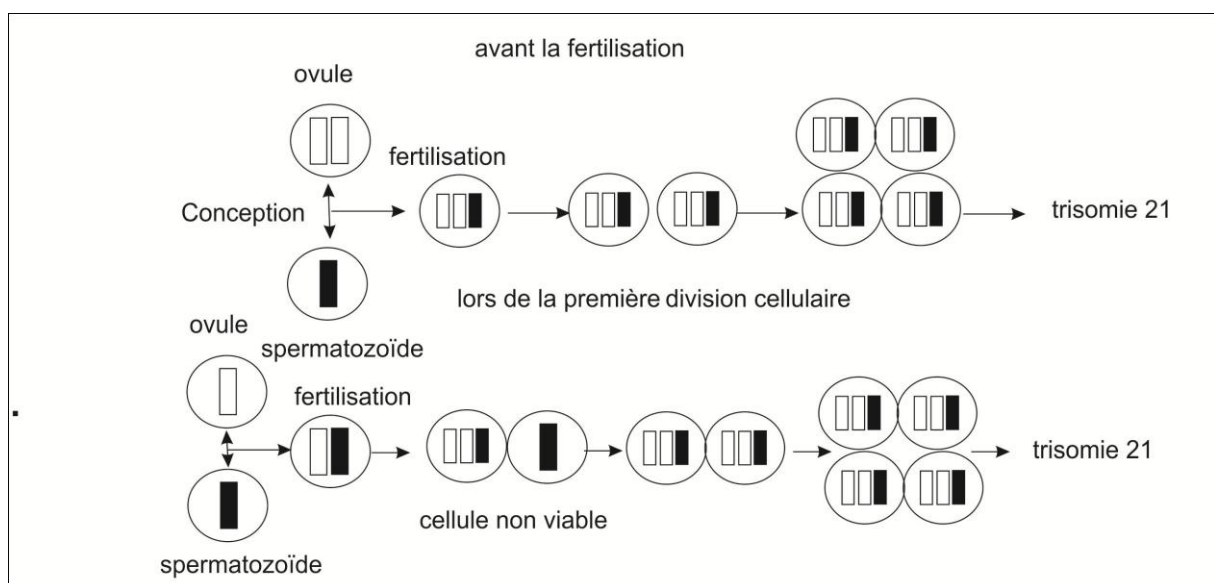 avant la fertilisation
ovule
fertilisation
Conception
trisomie 21
lors de la première division cellulaire
spermatozoïde
ovule
fertilisation
trisomie 21
cellule non viable
spermatozoïde